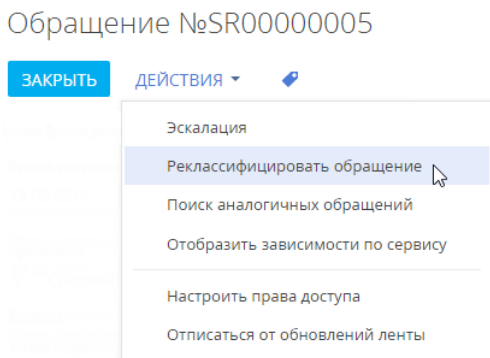 Обращение №SR00000005
ЗАКРЫТЬ ДЕЙСТВИЯ
Эскалация
Реклассифицировать обращение
Поиск аналогичных обращений
Отобразить зависимости по сервису
Настроить права доступа
Отписаться от обновлений ленты